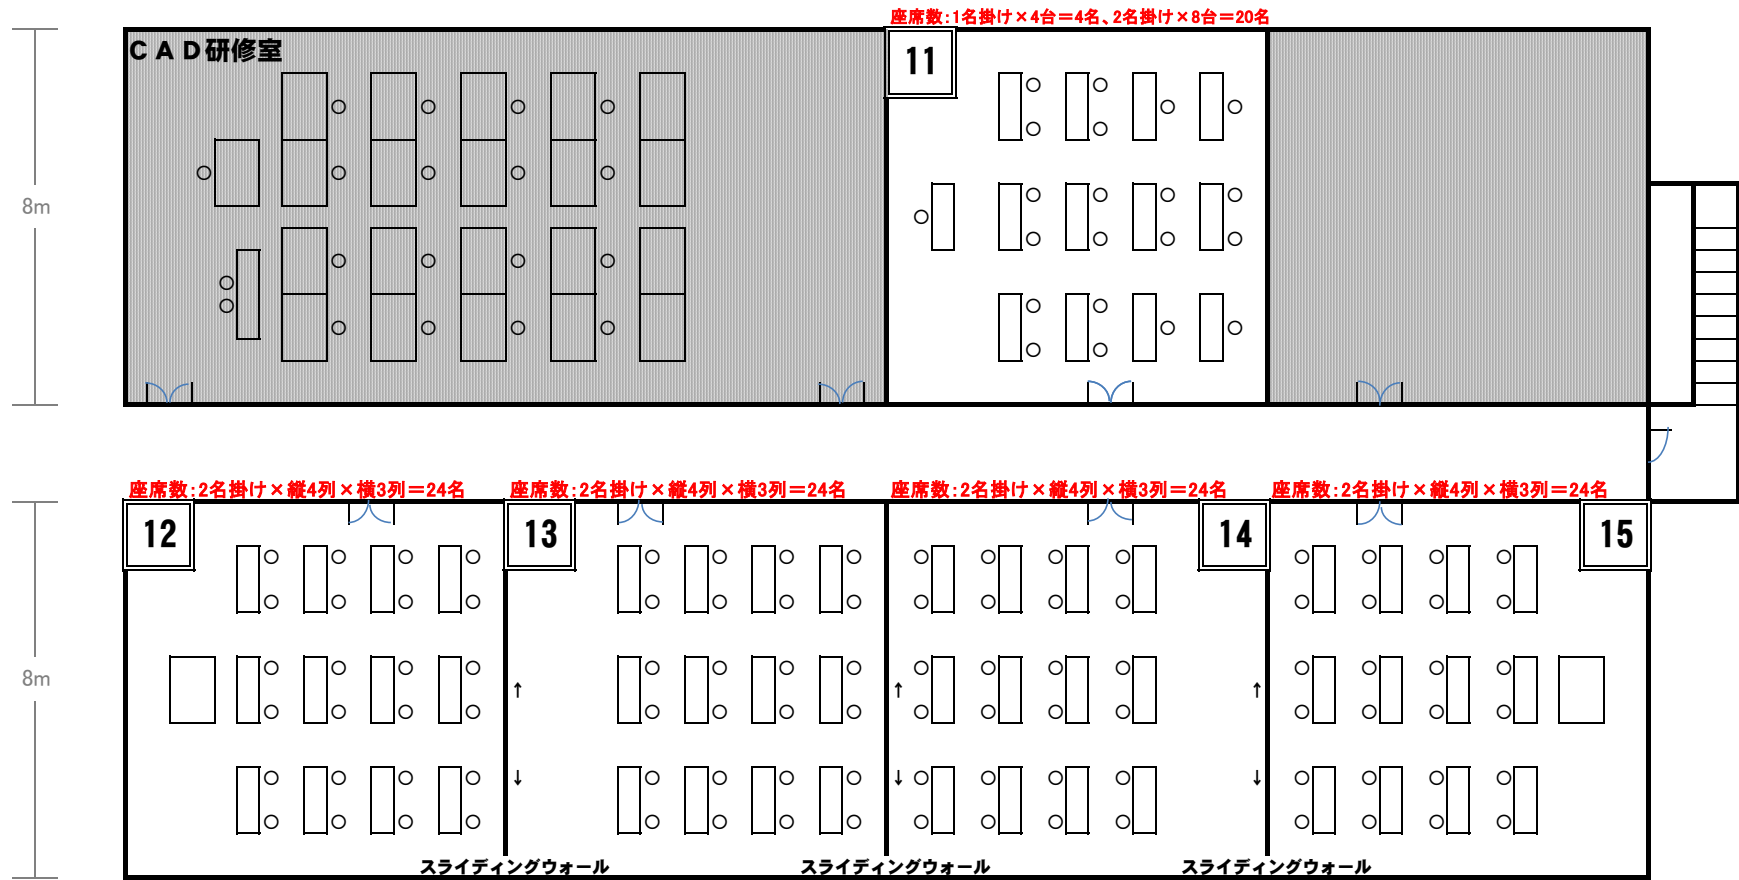 座席数：1名掛け×4台＝4名、2名掛け×8台＝20名
ＣＡＤ研修室
11
8m
座席数：2名掛け×縦4列×横3列＝24名
座席数：2名掛け×縦4列×横3列＝24名
座席数：2名掛け×縦4列×横3列＝24名
座席数：2名掛け×縦4列×横3列＝24名
12
13
14
15
8m
↑
↑
↑
↓
↓
↓
スライディングウォール
スライディングウォール
スライディングウォール